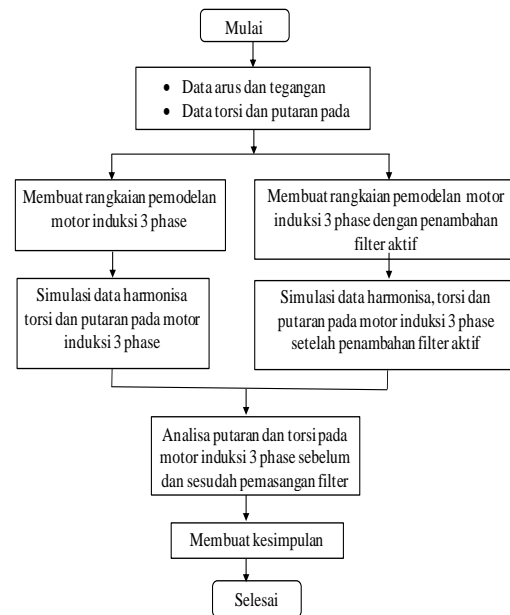 Mulai
• Data arus dan tegangan
• Data torsi dan putaran pada
Membuat rangkaian pemodelan
motor induksi 3 phase
Membuat rangkaian pemodelan motor
induksi 3 phase dengan penambahan
filter aktif
Simulasi data harmonisa
torsi dan putaran pada motor
induksi 3 phase
Simulasi data harmonisa, torsi dan
putaran pada motor induksi 3 phase
setelah penambahan filter aktif
Analisa putaran dan torsi pada
motor induksi 3 phase sebelum
dan sesudah pemasangan filter
Membuat kesimpulan
Selesai